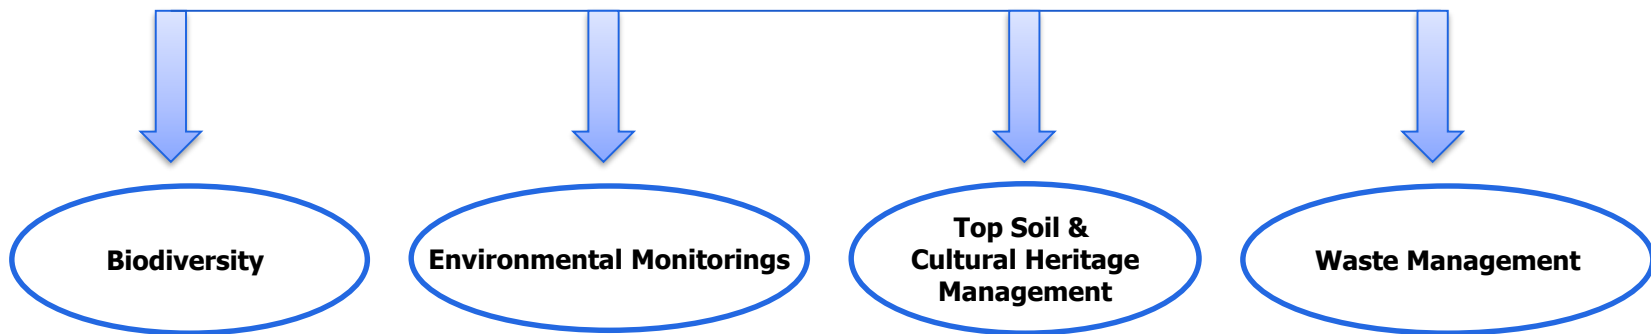 Biodiversity
Environmental Monitorings
Top Soil &
Cultural Heritage
Management
Waste Management